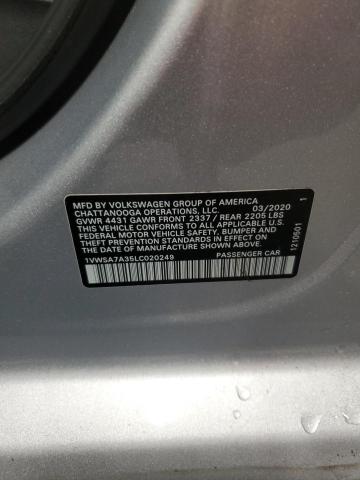 MFD BY VOLKSWAGEN GROUP OF AMERICA
CHATTANOOGA OPERATIONS, LLC. 03/2020 1
GVWR 4431 GAWR FRONT 2337 / REAR 2205 LBS
THIS VEHICLE CONFORMS TO ALL APPLICABLE U.S.
FEDERAL MOTOR VEHICLE SAFETY, BUMPER AND
THEFT PREVENTION STANDARDS IN EFFECT ON
THE DATE OF MANUFACTURE SHOWN ABOVE.
1VWSA7A35LC020249 PASSENGER CAR
1210501